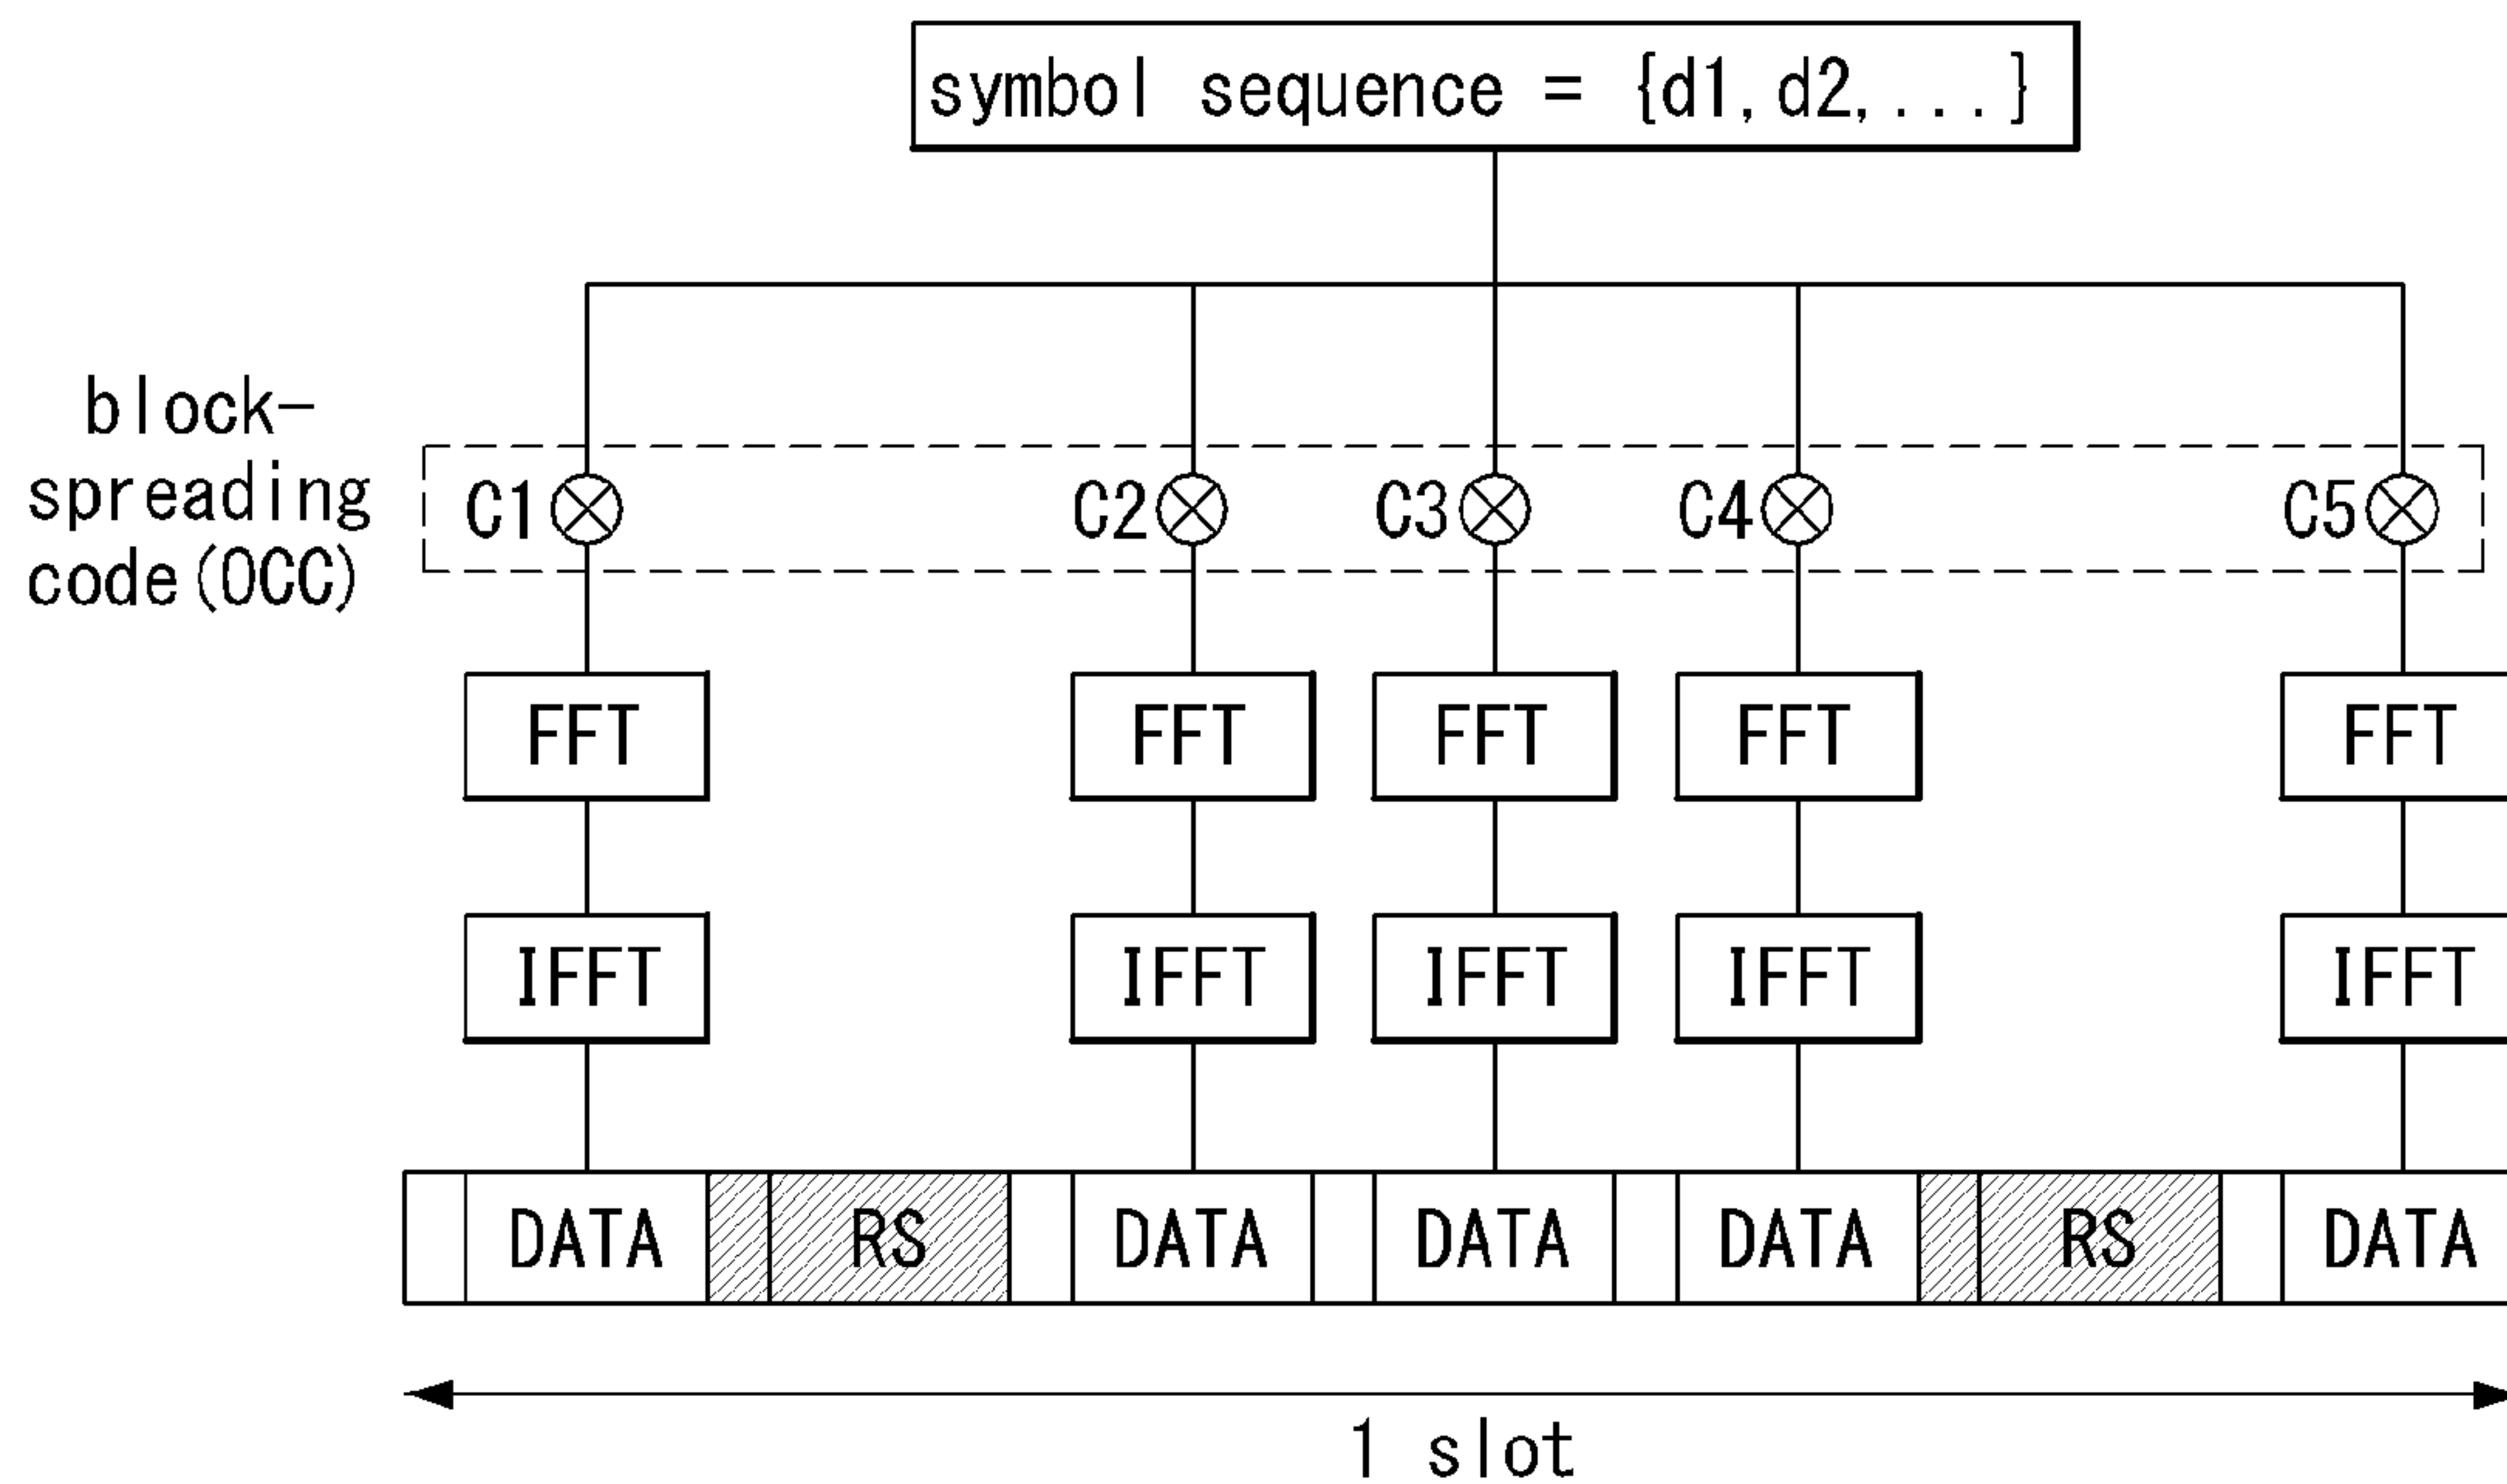 symbol sequence = {d1, d2, ...}
block-
spreading
code(OCC)
C1 C2 C3 C4 C5
FFT FFT FFT FFT FFT
IFFT IFFT IFFT IFFT IFFT
DATA RS DATA DATA DATA RS DATA
1 slot